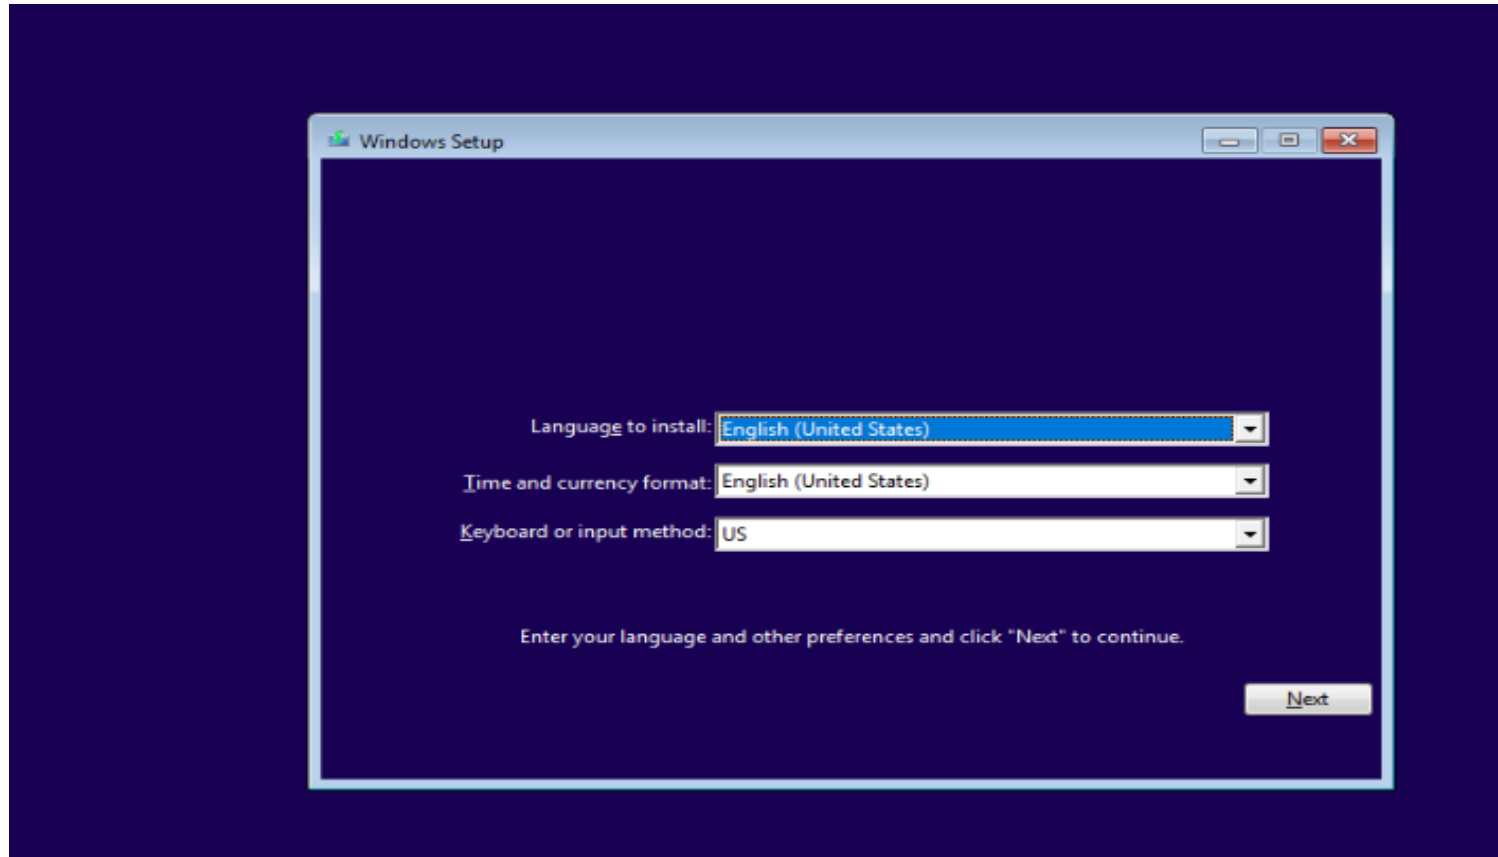 Windows Setup
Language to install: English (United States)
Time and currency format: English (United States)
Keyboard or input method: US
Enter your language and other preferences and click "Next" to continue.
Next